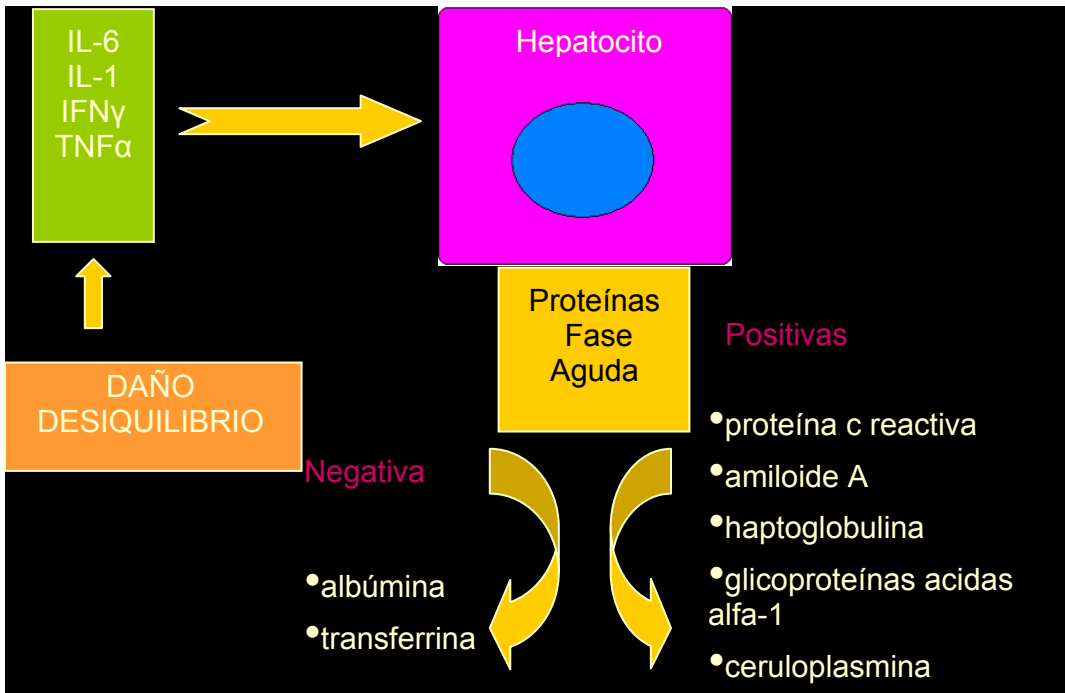 IL-6
IL-1
IFNγ
TNFα
Hepatocito
DAÑO
DESIQUILIBRIO
Proteínas
Fase
Aguda
Negativa
•albúmina
•transferrina
Positivas
•proteína c reactiva
•amiloide A
•haptoglobulina
•glicoproteínas acidas
alfa-1
•ceruloplasmina